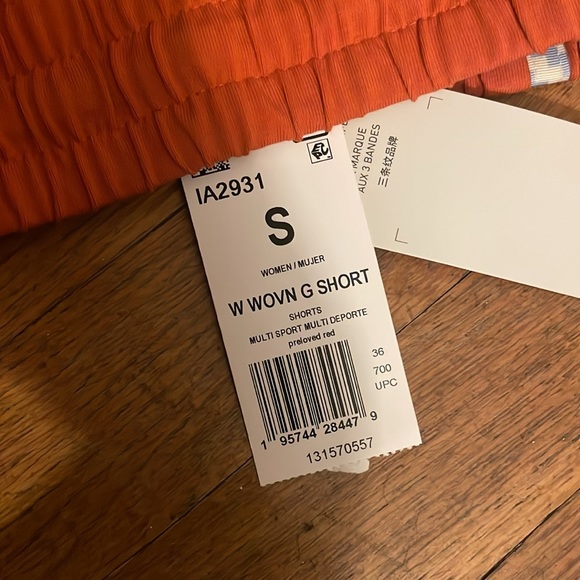 IA2931
S
WOMEN / MUJER
W WOVN G SHORT
SHORTS
MULTI SPORT MULTI DEPORTE
preloved red
36
700
UPC
1 95744 28447 9
131570557
MARQUE
AUX 3 BANDES
三条纹品牌